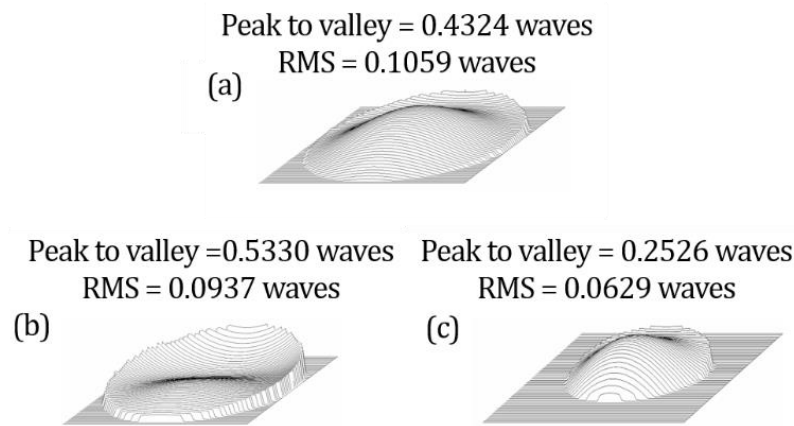 Peak to valley = 0.4324 waves
RMS = 0.1059 waves
(a)
Peak to valley =0.5330 waves
RMS = 0.0937 waves
(b)
Peak to valley = 0.2526 waves
RMS = 0.0629 waves
(c)